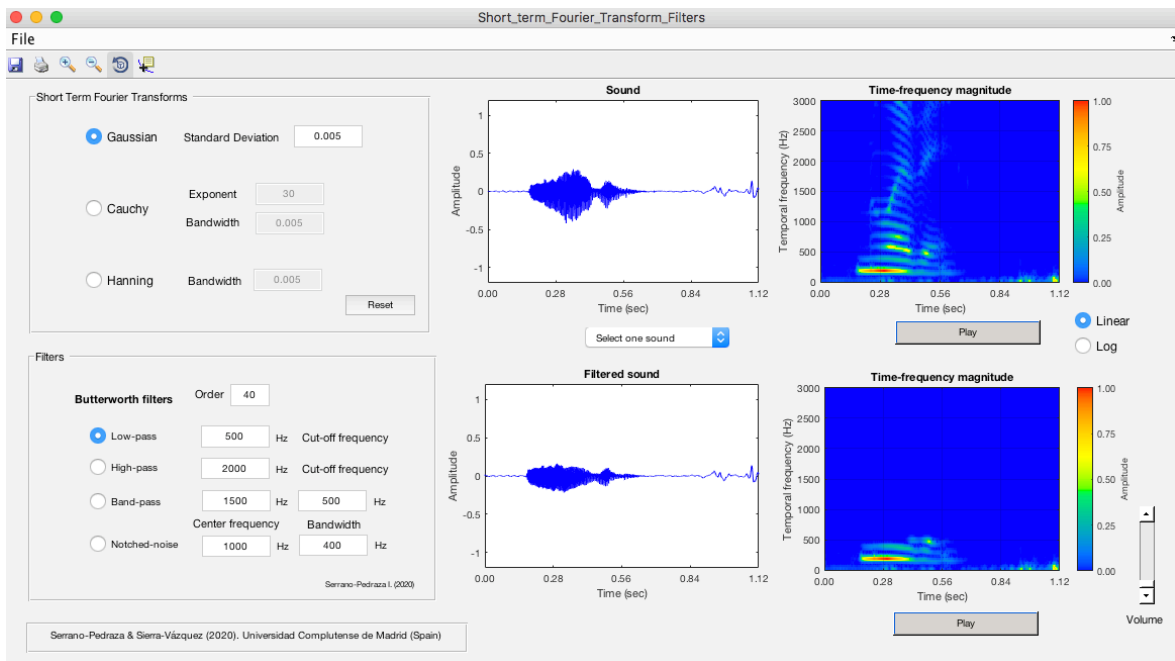 Short_term_Fourier_Transform_Filters
File
Short Term Fourier Transforms
Gaussian Standard Deviation 0.005
Exponent 30
Cauchy
Bandwidth 0.005
Hanning Bandwidth 0.005
Reset
Sound
Amplitude
1
0.5
0
-0.5
-1
0.00 0.28 0.56 0.84 1.12
Time (sec)
Select one sound
Time-frequency magnitude
Temporal frequency (Hz)
3000
2500
2000
1500
1000
500
0
0.00 0.28 0.56 0.84 1.12
Time (sec)
1.00
0.75
0.50
0.25
0.00
Amplitude
Play
Linear
Log
Filters
Butterworth filters Order 40
Low-pass 500 Hz Cut-off frequency
High-pass 2000 Hz Cut-off frequency
Band-pass 1500 Hz 500 Hz
Center frequency Bandwidth
Notched-noise 1000 Hz 400 Hz
Serrano-Pedraza I. (2020)
Filtered sound
Amplitude
1
0.5
0
-0.5
-1
0.00 0.28 0.56 0.84 1.12
Time (sec)
Time-frequency magnitude
Temporal frequency (Hz)
3000
2500
2000
1500
1000
500
0
0.00 0.28 0.56 0.84 1.12
Time (sec)
1.00
0.75
0.50
0.25
0.00
Amplitude
Play
Volume
Serrano-Pedraza & Sierra-Vázquez (2020). Universidad Complutense de Madrid (Spain)